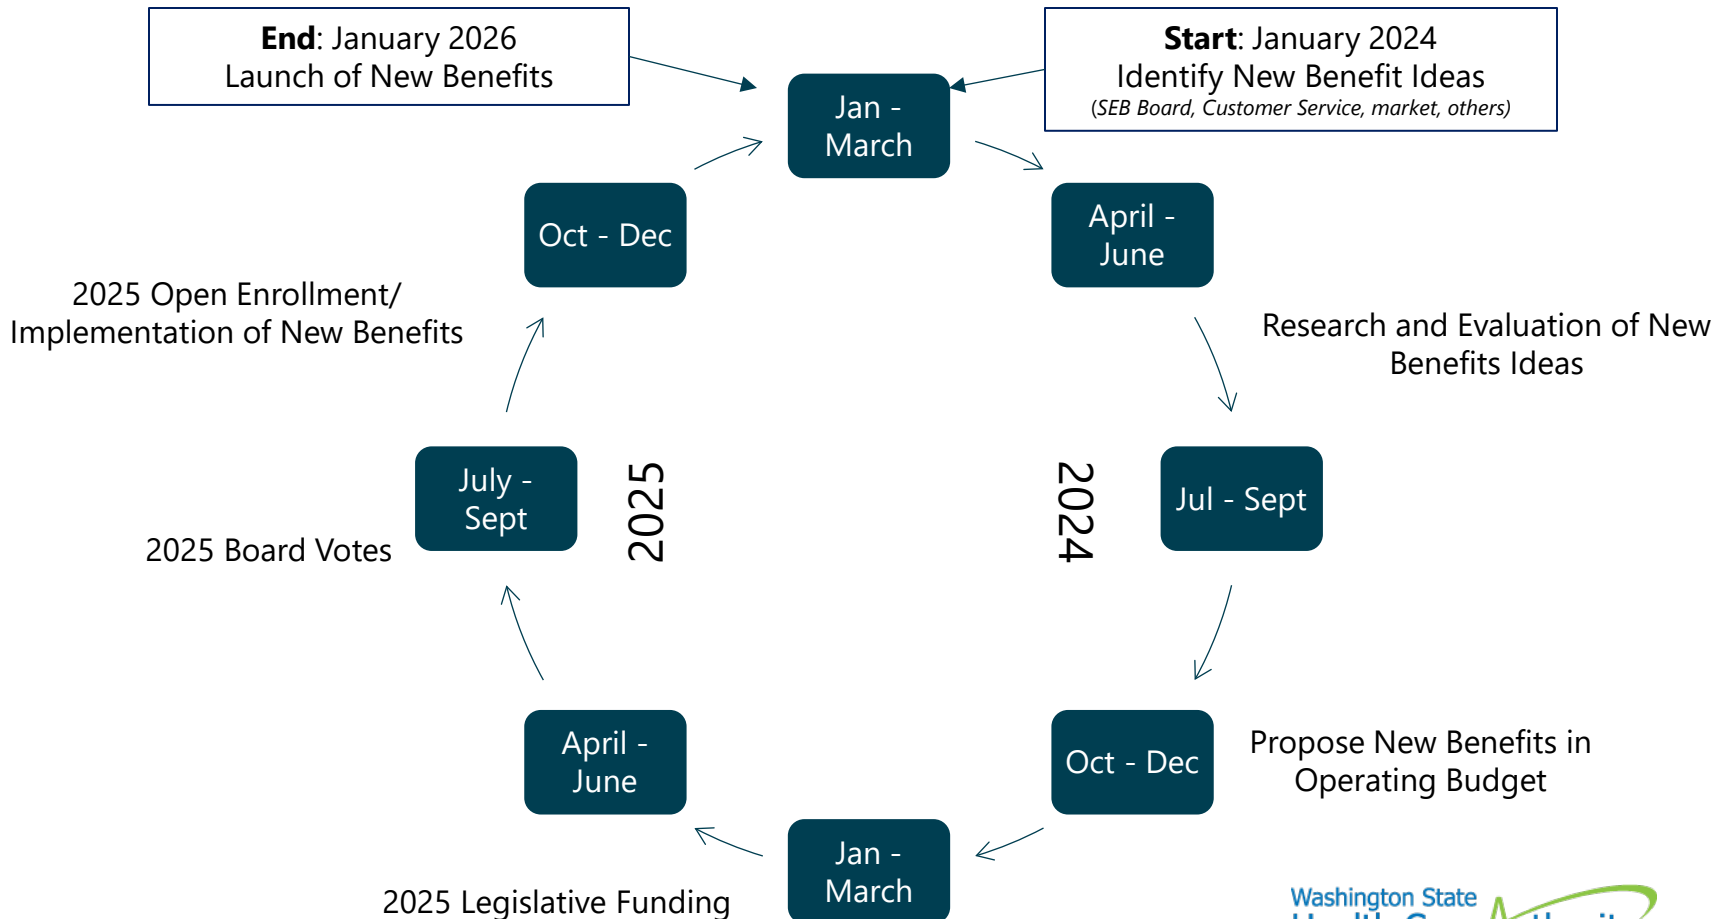 End: January 2026
Launch of New Benefits
Start: January 2024
Identify New Benefit Ideas
(SEB Board, Customer Service, market, others)
Jan -
March
April -
June
Research and Evaluation of New
Benefits Ideas
Jul - Sept
2024
Oct - Dec
Propose New Benefits in
Operating Budget
Jan -
March
2025 Legislative Funding
April -
June
2025 Board Votes
July -
Sept
2025
2025 Open Enrollment/
Implementation of New Benefits
Oct - Dec
Washington State